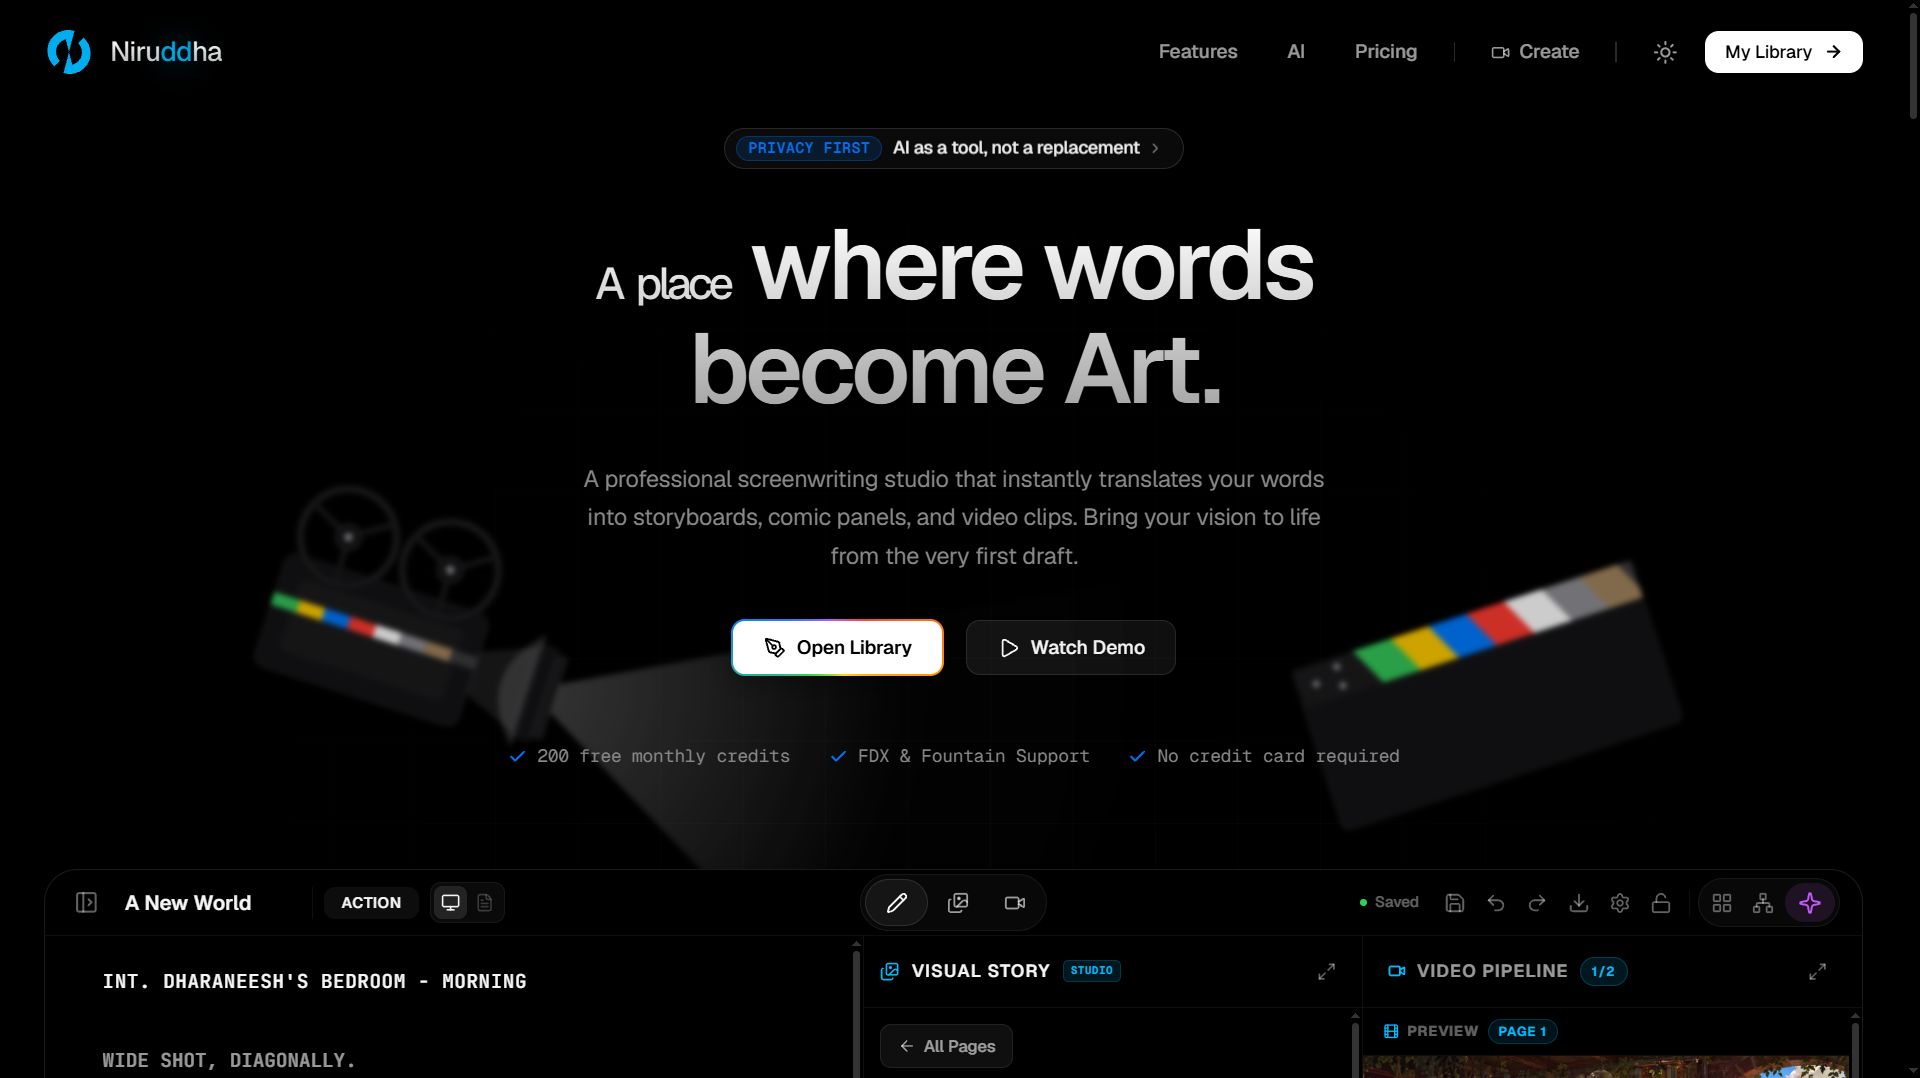 Niruddha
Features AI Pricing Create My Library
PRIVACY FIRST AI as a tool, not a replacement
A place where words
become Art.
A professional screenwriting studio that instantly translates your words
into storyboards, comic panels, and video clips. Bring your vision to life
from the very first draft.
Open Library Watch Demo
200 free monthly credits FDX & Fountain Support No credit card required
A New World ACTION Saved
INT. DHARANEESH'S BEDROOM - MORNING
WIDE SHOT, DIAGONALLY.
VISUAL STORY STUDIO
All Pages
VIDEO PIPELINE 1/2
PREVIEW PAGE 1